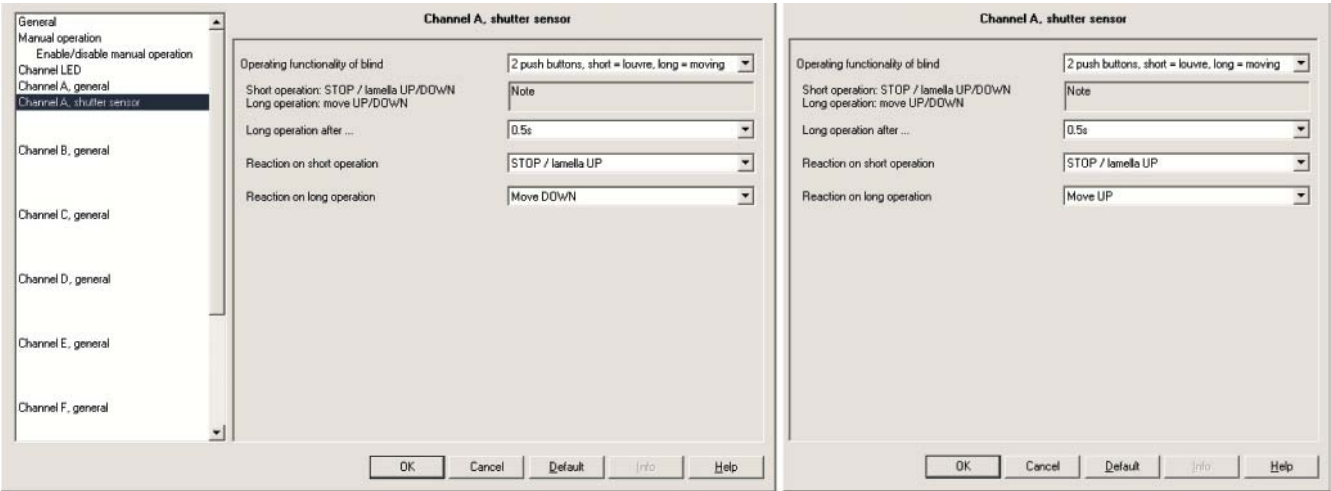 General
Manual operation
Enable/disable manual operation
Channel LED
Channel A, general
Channel A, shutter sensor
Channel B, general
Channel C, general
Channel D, general
Channel E, general
Channel F, general
Channel A, shutter sensor
Operating functionality of blind
2 push buttons, short = louvre, long = moving
Short operation: STOP / lamella UP/DOWN
Long operation: move UP/DOWN
Note
Long operation after ...
0.5s
Reaction on short operation
STOP / lamella UP
Reaction on long operation
Move DOWN
OK
Cancel
Default
Info
Help
Channel A, shutter sensor
Operating functionality of blind
2 push buttons, short = louvre, long = moving
Short operation: STOP / lamella UP/DOWN
Long operation: move UP/DOWN
Note
Long operation after ...
0.5s
Reaction on short operation
STOP / lamella UP
Reaction on long operation
Move UP
OK
Cancel
Default
Info
Help